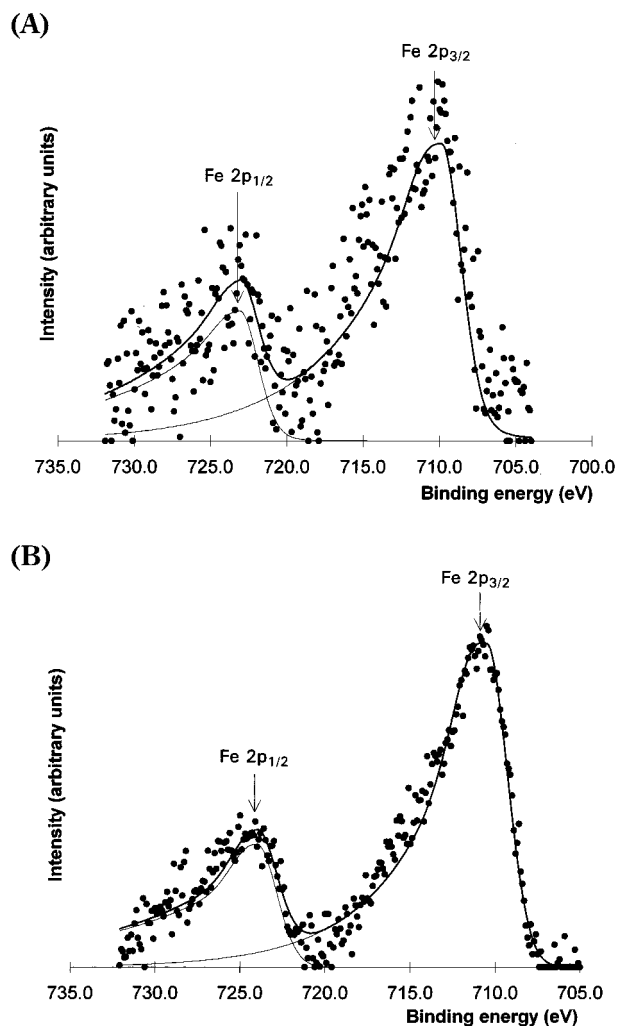 (A)
Fe 2p3/2
Fe 2p1/2
Intensity (arbitrary units)
735.0 730.0 725.0 720.0 715.0 710.0 705.0 700.0
Binding energy (eV)
(B)
Fe 2p3/2
Fe 2p1/2
Intensity (arbitrary units)
735.0 730.0 725.0 720.0 715.0 710.0 705.0
Binding energy (eV)